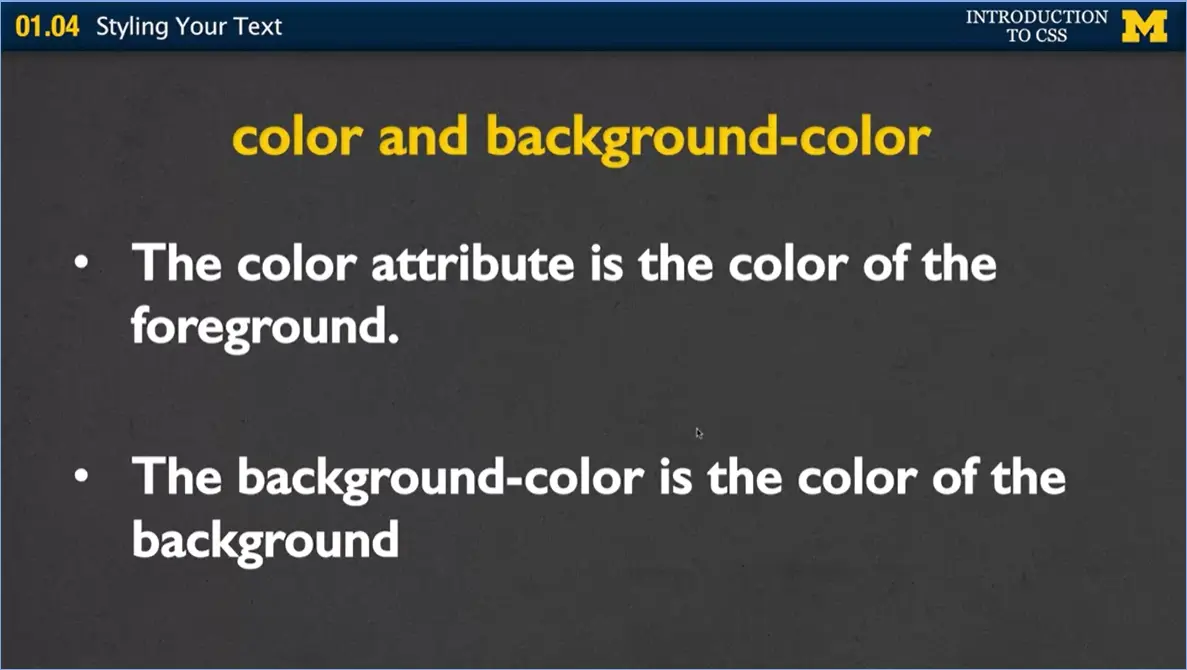 01.04 Styling Your Text
INTRODUCTION
TO CSS
M
color and background-color
• The color attribute is the color of the
foreground.
• The background-color is the color of the
background